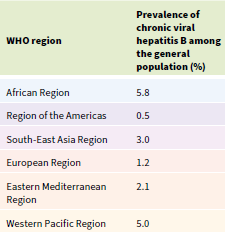 WHO region
Prevalence of
chronic viral
hepatitis B among
the general
population (%)
African Region 5.8
Region of the Americas 0.5
South-East Asia Region 3.0
European Region 1.2
Eastern Mediterranean 2.1
Region
Western Pacific Region 5.0